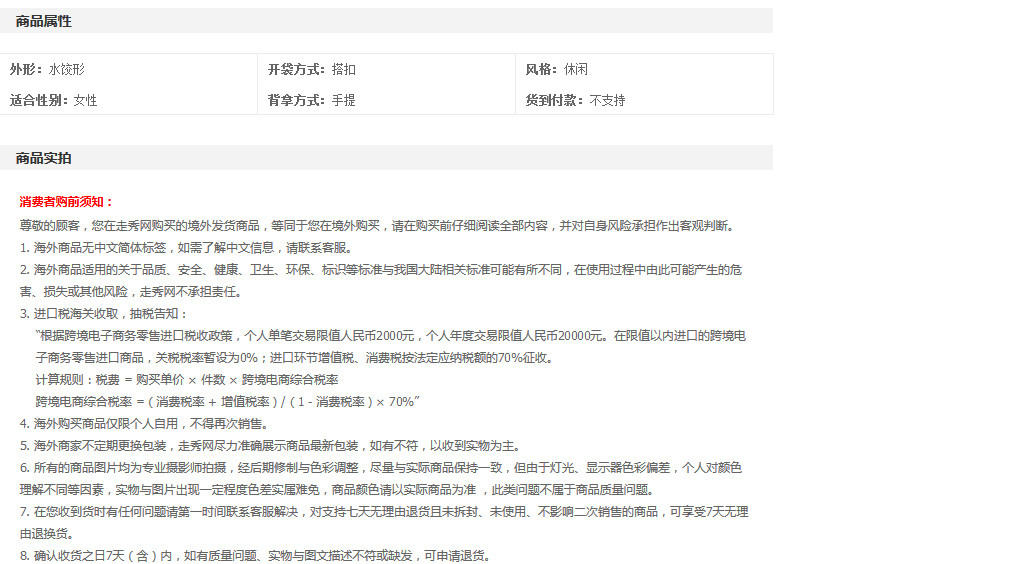 商品属性
外形：水饺形 开袋方式：搭扣 风格：休闲
适合性别：女性 背拿方式：手提 货到付款：不支持
商品实拍
消费者购前须知：
尊敬的顾客，您在走秀网购买的境外发货商品，等同于您在境外购买，请在购买前仔细阅读全部内容，并对自身风险承担作出客观判断。
1. 海外商品无中文简体标签，如需了解中文信息，请联系客服。
2. 海外商品适用的关于品质、安全、健康、卫生、环保、标识等标准与我国大陆相关标准可能有所不同，在使用过程中由此可能产生的危
害、损失或其他风险，走秀网不承担责任。
3. 进口税海关收取，抽税告知：
“根据跨境电子商务零售进口税收政策，个人单笔交易限值人民币2000元，个人年度交易限值人民币20000元。在限值以内进口的跨境电
子商务零售进口商品，关税税率暂设为0%；进口环节增值税、消费税按法定应纳税额的70%征收。
计算规则：税费 = 购买单价 × 件数 × 跨境电商综合税率
跨境电商综合税率 =（消费税率 + 增值税率）/（1 - 消费税率）× 70%”
4. 海外购买商品仅限个人自用，不得再次销售。
5. 海外商家不定期更换包装，走秀网尽力准确展示商品最新包装，如有不符，以收到实物为主。
6. 所有的商品图片均为专业摄影师拍摄，经后期修制与色彩调整，尽量与实际商品保持一致，但由于灯光、显示器色彩偏差，个人对颜色
理解不同等因素，实物与图片出现一定程度色差实属难免，商品颜色请以实际商品为准 ，此类问题不属于商品质量问题。
7. 在您收到货时有任何问题请第一时间联系客服解决，对支持七天无理由退货且未拆封、未使用、不影响二次销售的商品，可享受7天无理
由退换货。
8. 确认收货之日7天（含）内，如有质量问题、实物与图文描述不符或缺发，可申请退货。